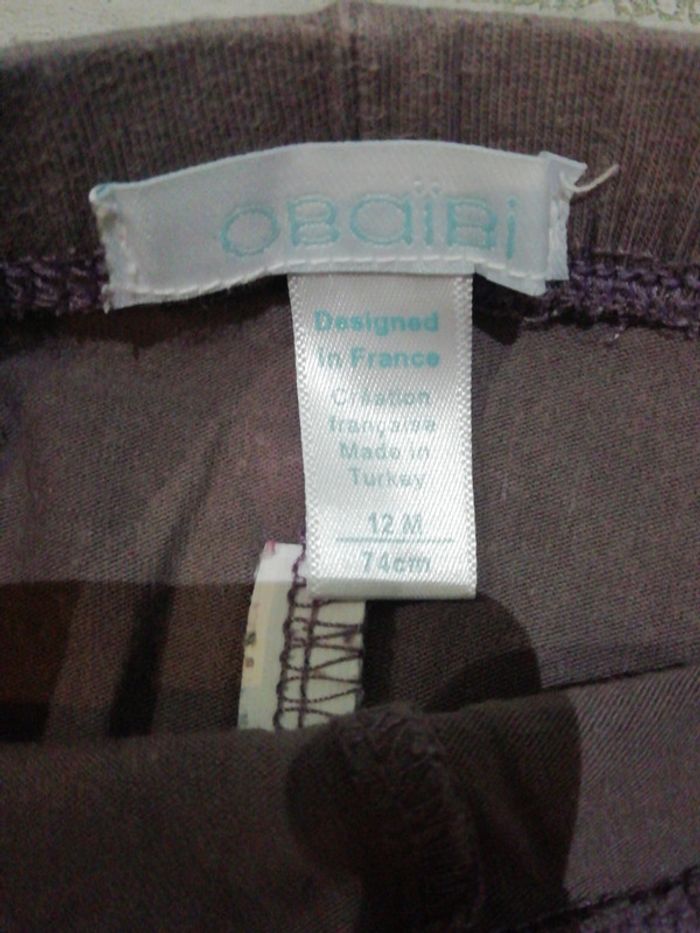 OBaïBi
Designed
in France
Création
française
Made in
Turkey
12 M
74cm